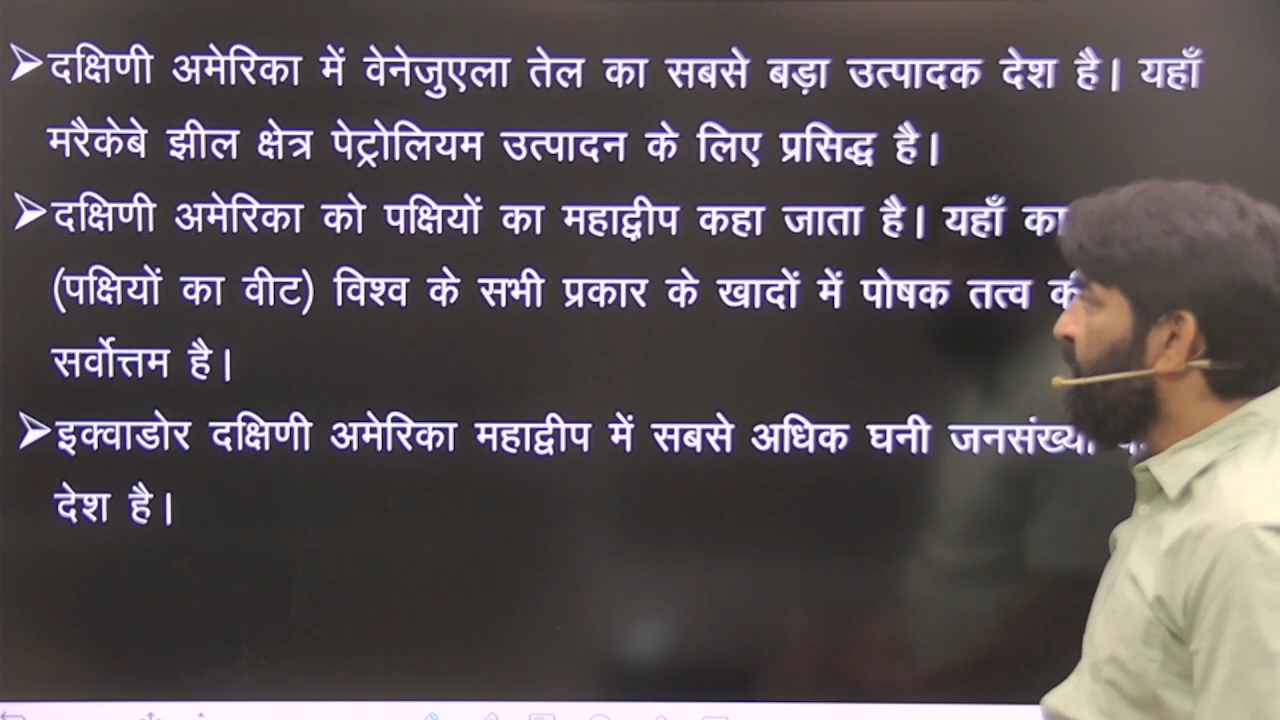 दक्षिणी अमेरिका में वेनेजुएला तेल का सबसे बड़ा उत्पादक देश है। यहाँ
मरैकेबे झील क्षेत्र पेट्रोलियम उत्पादन के लिए प्रसिद्ध है।
दक्षिणी अमेरिका को पक्षियों का महाद्वीप कहा जाता है। यहाँ का
(पक्षियों का वीट) विश्व के सभी प्रकार के खादों में पोषक तत्व
सर्वोत्तम है।
इक्वाडोर दक्षिणी अमेरिका महाद्वीप में सबसे अधिक घनी जनसंख्या
देश है।